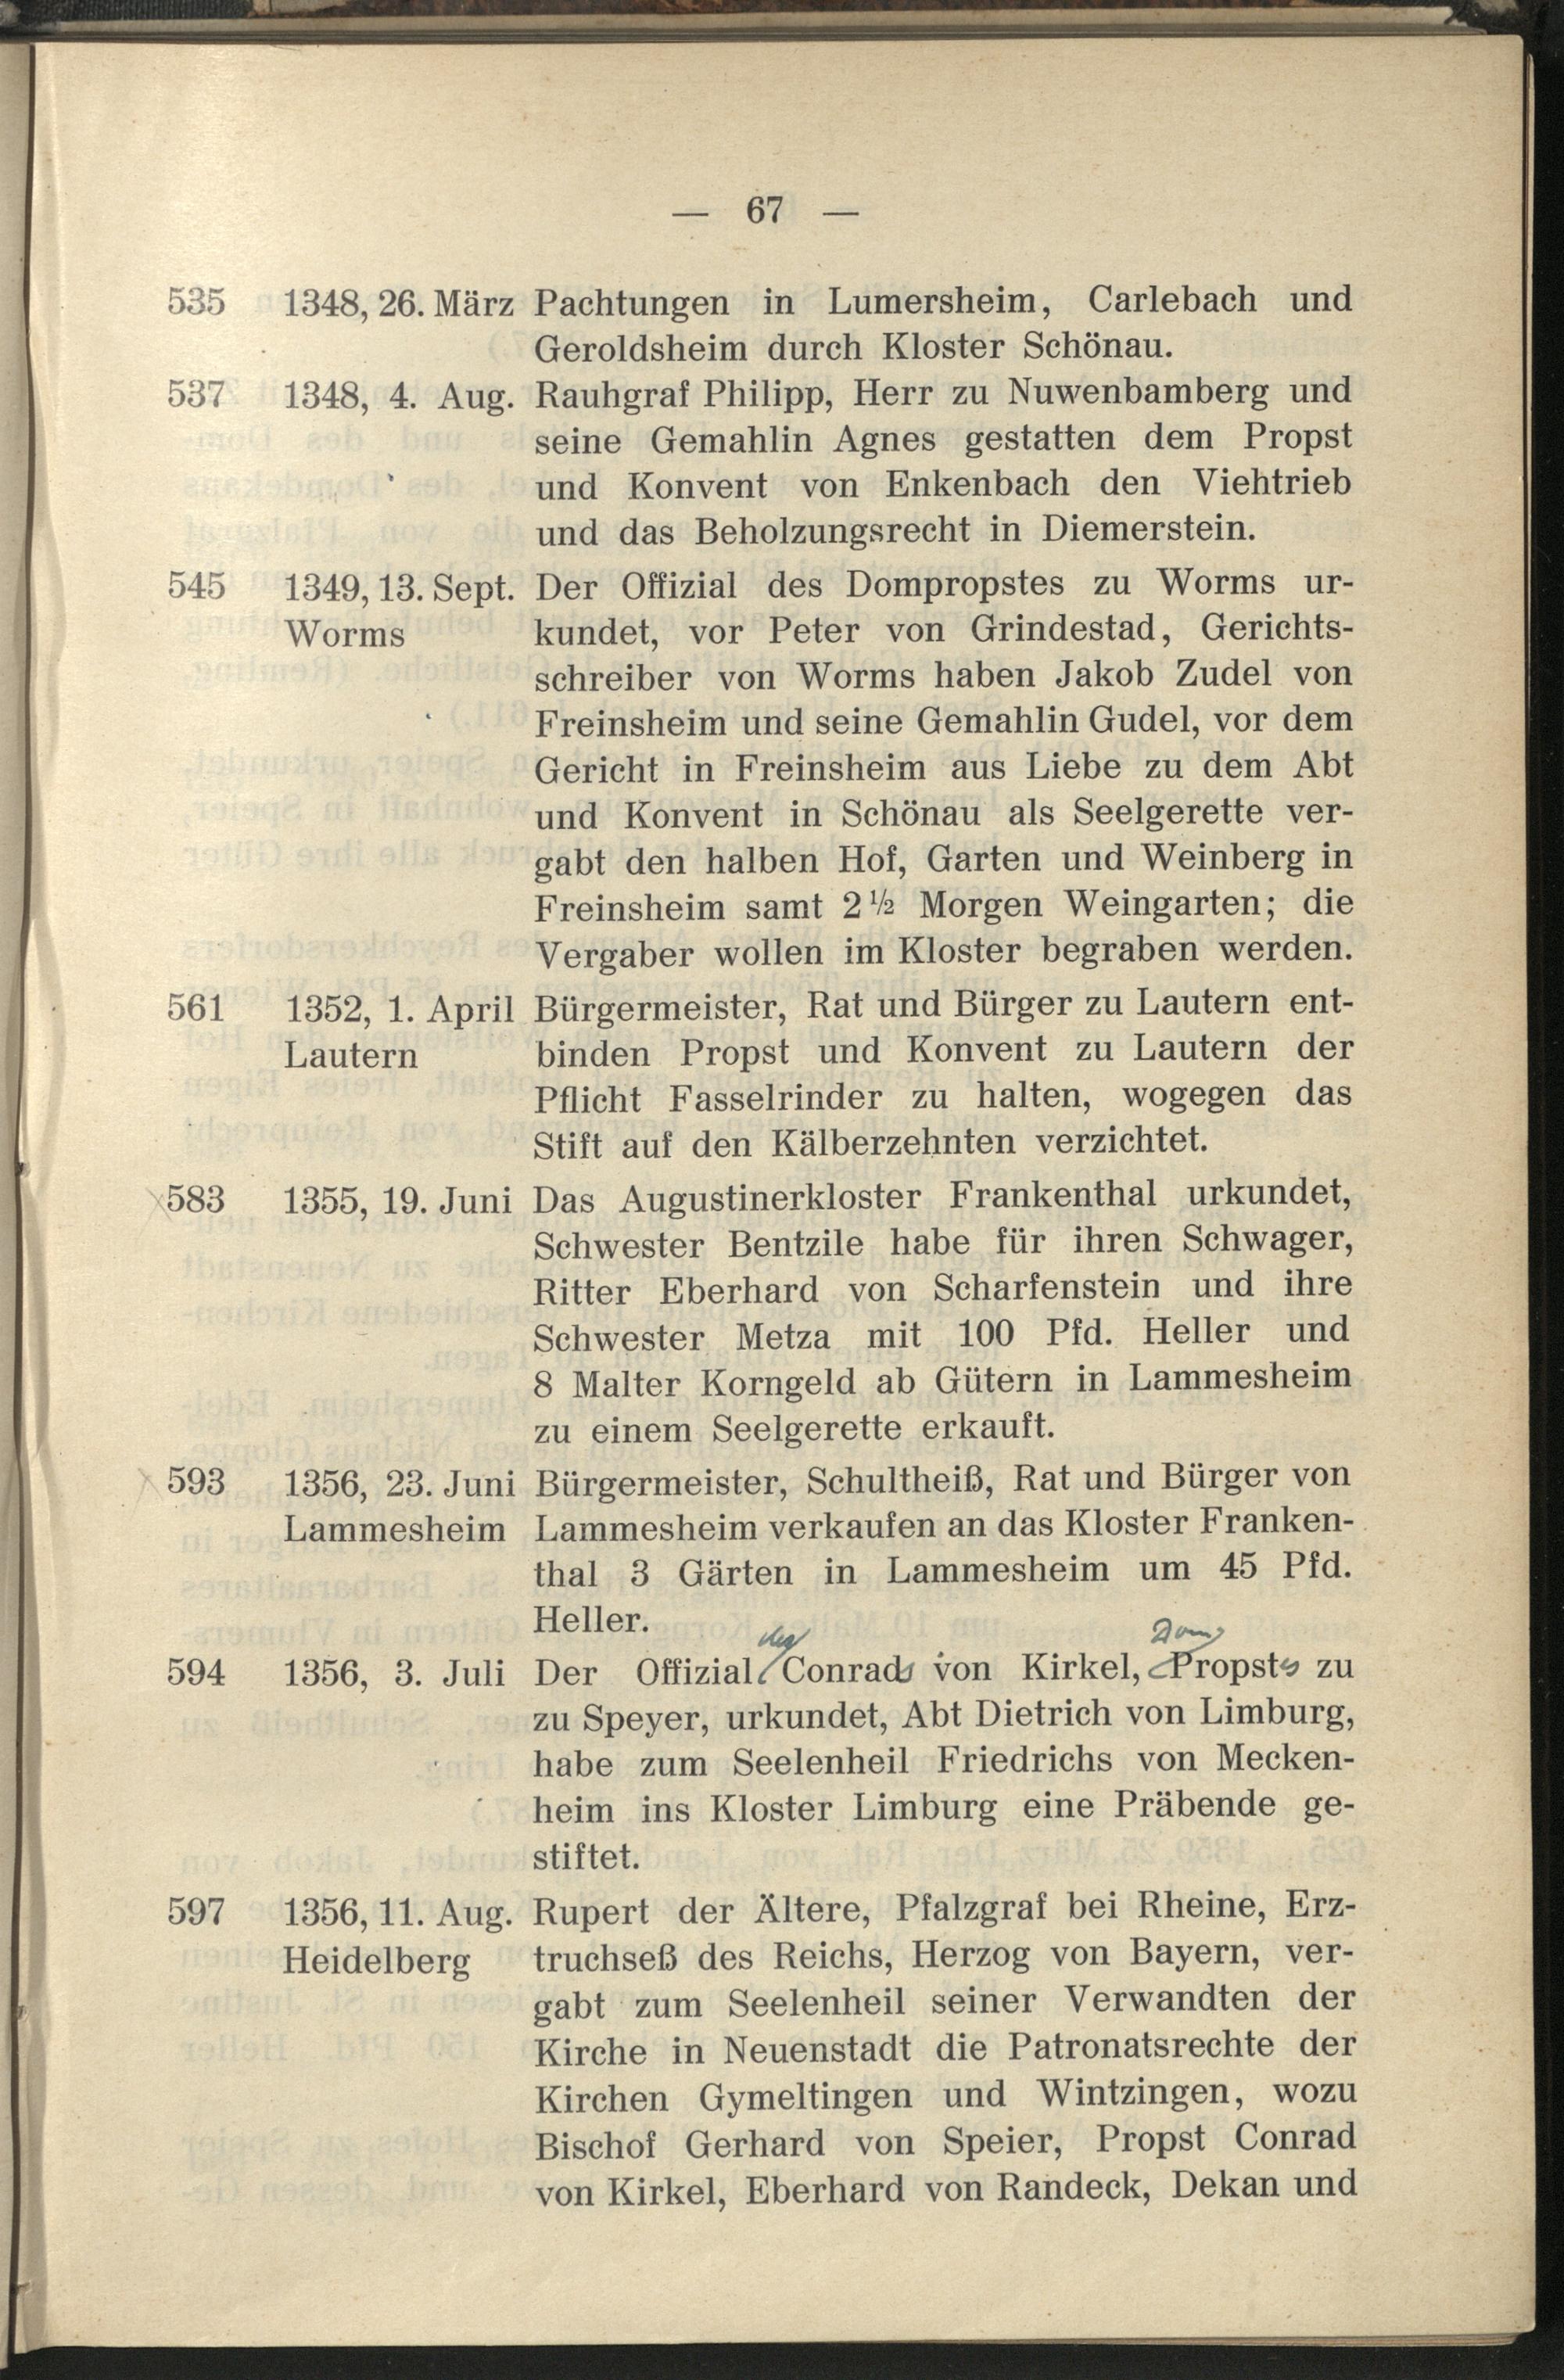 — 67 —
535 1348, 26. März Pachtungen in Lumersheim, Carlebach und
Geroldsheim durch Kloster Schönau.
537 1348, 4. Aug. Rauhgraf Philipp, Herr zu Nuwenbamberg und
seine Gemahlin Agnes gestatten dem Propst
und Konvent von Enkenbach den Viehtrieb
und das Beholzungsrecht in Diemerstein.
545 1349, 13. Sept. Der Offizial des Dompropstes zu Worms ur-
Worms kundet, vor Peter von Grindestad, Gerichts-
schreiber von Worms haben Jakob Zudel von
Freinsheim und seine Gemahlin Gudel, vor dem
Gericht in Freinsheim aus Liebe zu dem Abt
und Konvent in Schönau als Seelgerette ver-
gabt den halben Hof, Garten und Weinberg in
Freinsheim samt 2½ Morgen Weingarten; die
Vergaber wollen im Kloster begraben werden.
561 1352, 1. April Bürgermeister, Rat und Bürger zu Lautern ent-
Lautern binden Propst und Konvent zu Lautern der
Pflicht Fasselrinder zu halten, wogegen das
Stift auf den Kälberzehnten verzichtet.
583 1355, 19. Juni Das Augustinerkloster Frankenthal urkundet,
Schwester Bentzile habe für ihren Schwager,
Ritter Eberhard von Scharfenstein und ihre
Schwester Metza mit 100 Pfd. Heller und
8 Malter Korngeld ab Gütern in Lammesheim
zu einem Seelgerette erkauft.
593 1356, 23. Juni Bürgermeister, Schultheiß, Rat und Bürger von
Lammesheim Lammesheim verkaufen an das Kloster Franken-
thal 3 Gärten in Lammesheim um 45 Pfd.
Heller.
des Dom
594 1356, 3. Juli Der Offizial Conrads von Kirkel, Propsts zu
zu Speyer, urkundet, Abt Dietrich von Limburg,
habe zum Seelenheil Friedrichs von Mecken-
heim ins Kloster Limburg eine Präbende ge-
stiftet.
597 1356, 11. Aug. Rupert der Ältere, Pfalzgraf bei Rheine, Erz-
Heidelberg truchseß des Reichs, Herzog von Bayern, ver-
gabt zum Seelenheil seiner Verwandten der
Kirche in Neuenstadt die Patronatsrechte der
Kirchen Gymeltingen und Wintzingen, wozu
Bischof Gerhard von Speier, Propst Conrad
von Kirkel, Eberhard von Randeck, Dekan und